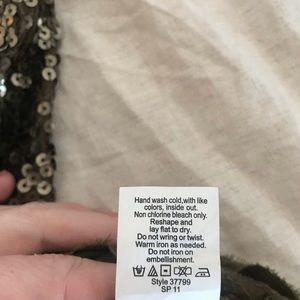 Hand wash cold,with like
colors, inside out.
Non chlorine bleach only.
Reshape and
lay flat to dry.
Do not wring or twist.
Warm iron as needed.
Do not iron on
embellishment.
Style 37799
SP 11